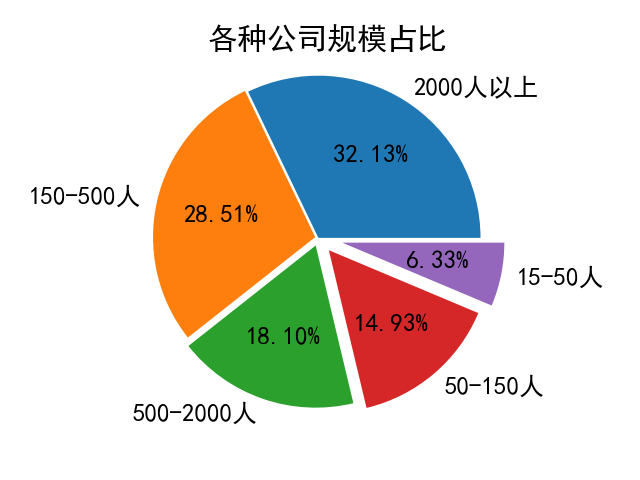 各种公司规模占比
2000人以上
32.13%
150-500人
28.51%
6.33%
15-50人
14.93%
18.10%
50-150人
500-2000人